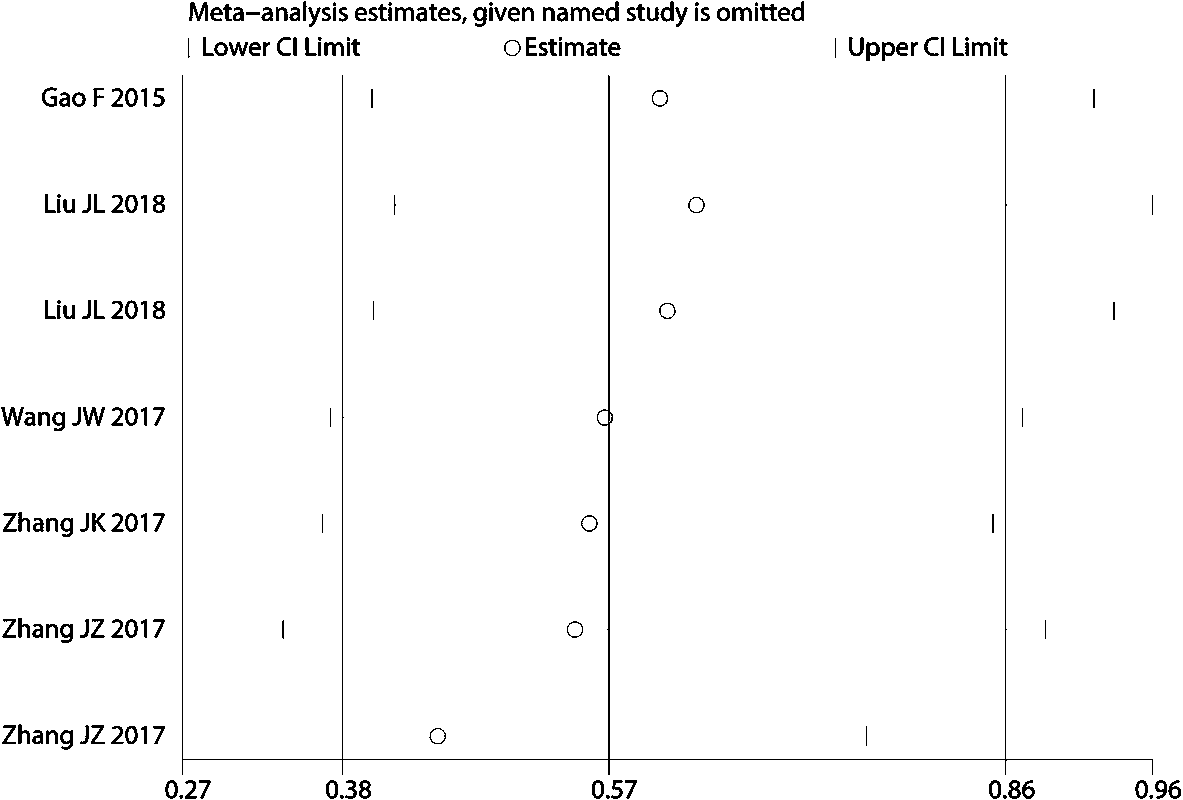 Meta−analysis estimates, given named study is omitted
Lower CI Limit Estimate Upper CI Limit
Gao F 2015
Liu JL 2018
Liu JL 2018
Wang JW 2017
Zhang JK 2017
Zhang JZ 2017
Zhang JZ 2017
0.27 0.38 0.57 0.86 0.96